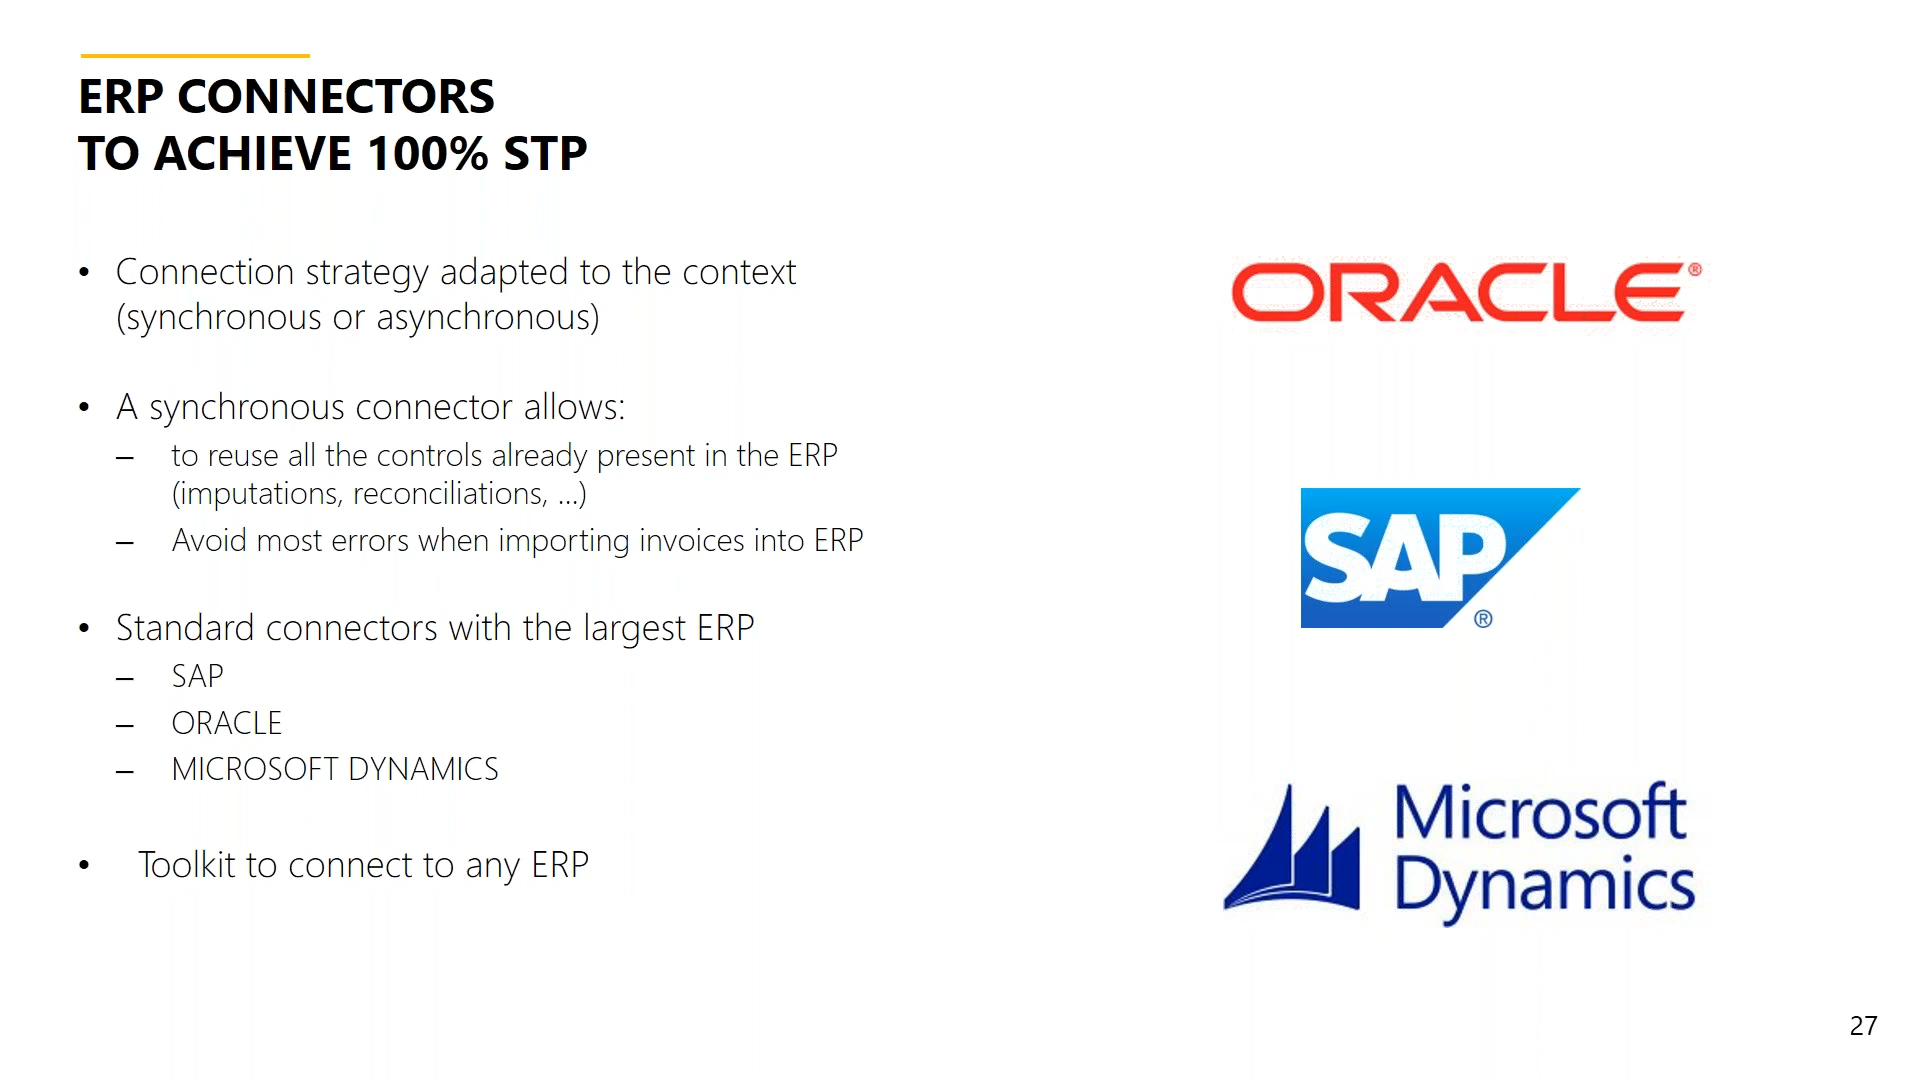 ERP CONNECTORS
TO ACHIEVE 100% STP
• Connection strategy adapted to the context
(synchronous or asynchronous)
• A synchronous connector allows:
– to reuse all the controls already present in the ERP
(imputations, reconciliations, ...)
– Avoid most errors when importing invoices into ERP
• Standard connectors with the largest ERP
– SAP
– ORACLE
– MICROSOFT DYNAMICS
• Toolkit to connect to any ERP
ORACLE®
SAP®
Microsoft
Dynamics
27